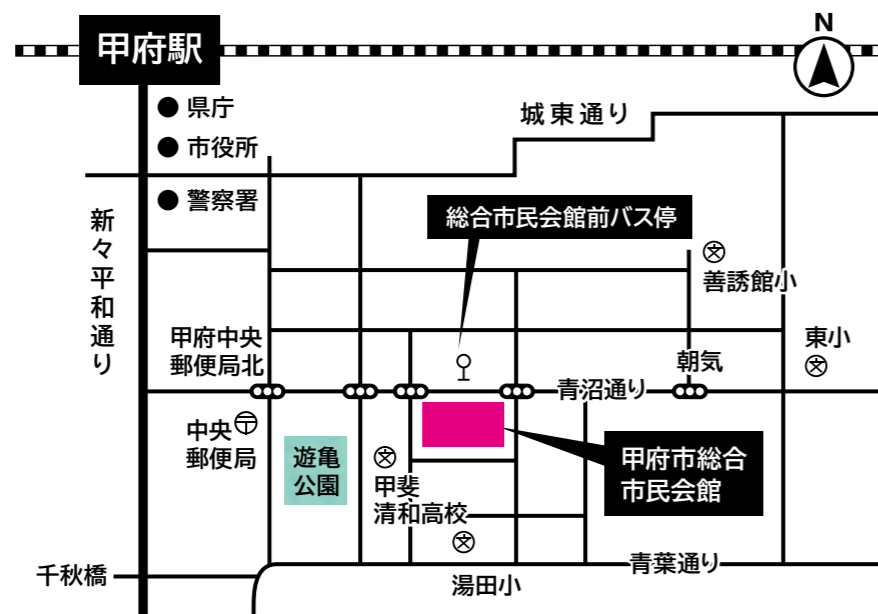 甲府駅
N
県庁
市役所
警察署
城東通り
新々平和通り
総合市民会館前バス停
善誘館小
甲府中央
郵便局北
朝気
東小
青沼通り
中央
郵便局
遊亀
公園
甲斐
清和高校
甲府市総合
市民会館
千秋橋
湯田小
青葉通り